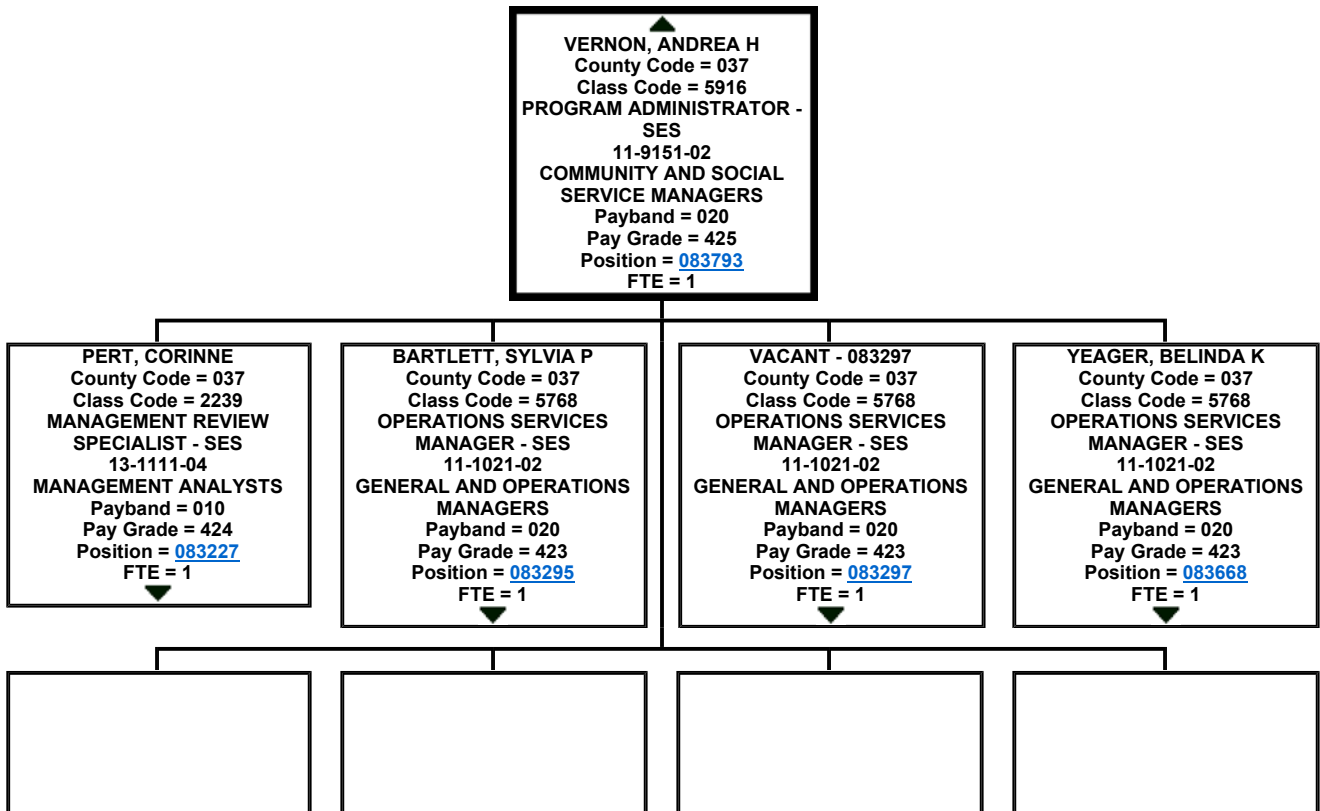 VERNON, ANDREA H
County Code = 037
Class Code = 5916
PROGRAM ADMINISTRATOR -
SES
11-9151-02
COMMUNITY AND SOCIAL
SERVICE MANAGERS
Payband = 020
Pay Grade = 425
Position = 083793
FTE = 1
PERT, CORINNE
County Code = 037
Class Code = 2239
MANAGEMENT REVIEW
SPECIALIST - SES
13-1111-04
MANAGEMENT ANALYSTS
Payband = 010
Pay Grade = 424
Position = 083227
FTE = 1
BARTLETT, SYLVIA P
County Code = 037
Class Code = 5768
OPERATIONS SERVICES
MANAGER - SES
11-1021-02
GENERAL AND OPERATIONS
MANAGERS
Payband = 020
Pay Grade = 423
Position = 083295
FTE = 1
VACANT - 083297
County Code = 037
Class Code = 5768
OPERATIONS SERVICES
MANAGER - SES
11-1021-02
GENERAL AND OPERATIONS
MANAGERS
Payband = 020
Pay Grade = 423
Position = 083297
FTE = 1
YEAGER, BELINDA K
County Code = 037
Class Code = 5768
OPERATIONS SERVICES
MANAGER - SES
11-1021-02
GENERAL AND OPERATIONS
MANAGERS
Payband = 020
Pay Grade = 423
Position = 083668
FTE = 1